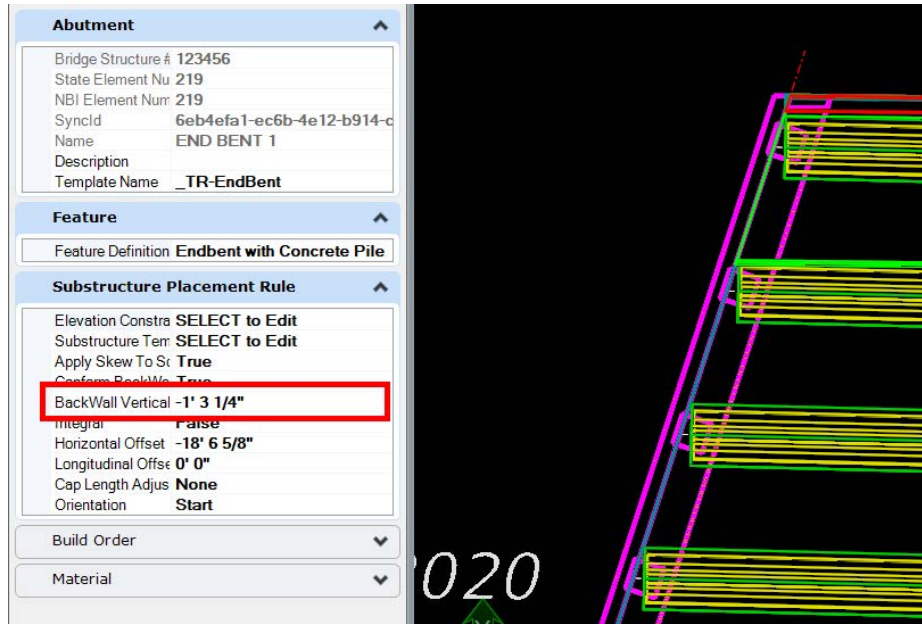 Abutment
Bridge Structure # 123456
State Element Nu 219
NBI Element Num 219
SyncId 6eb4efa1-ec6b-4e12-b914-c
Name END BENT 1
Description
Template Name _TR-EndBent
Feature
Feature Definition Endbent with Concrete Pile
Substructure Placement Rule
Elevation Constra SELECT to Edit
Substructure Tem SELECT to Edit
Apply Skew To Sc True
Conform BackWa True
BackWall Vertical -1' 3 1/4"
Integral False
Horizontal Offset -18' 6 5/8"
Longitudinal Offse 0' 0"
Cap Length Adjus None
Orientation Start
Build Order
Material
2020